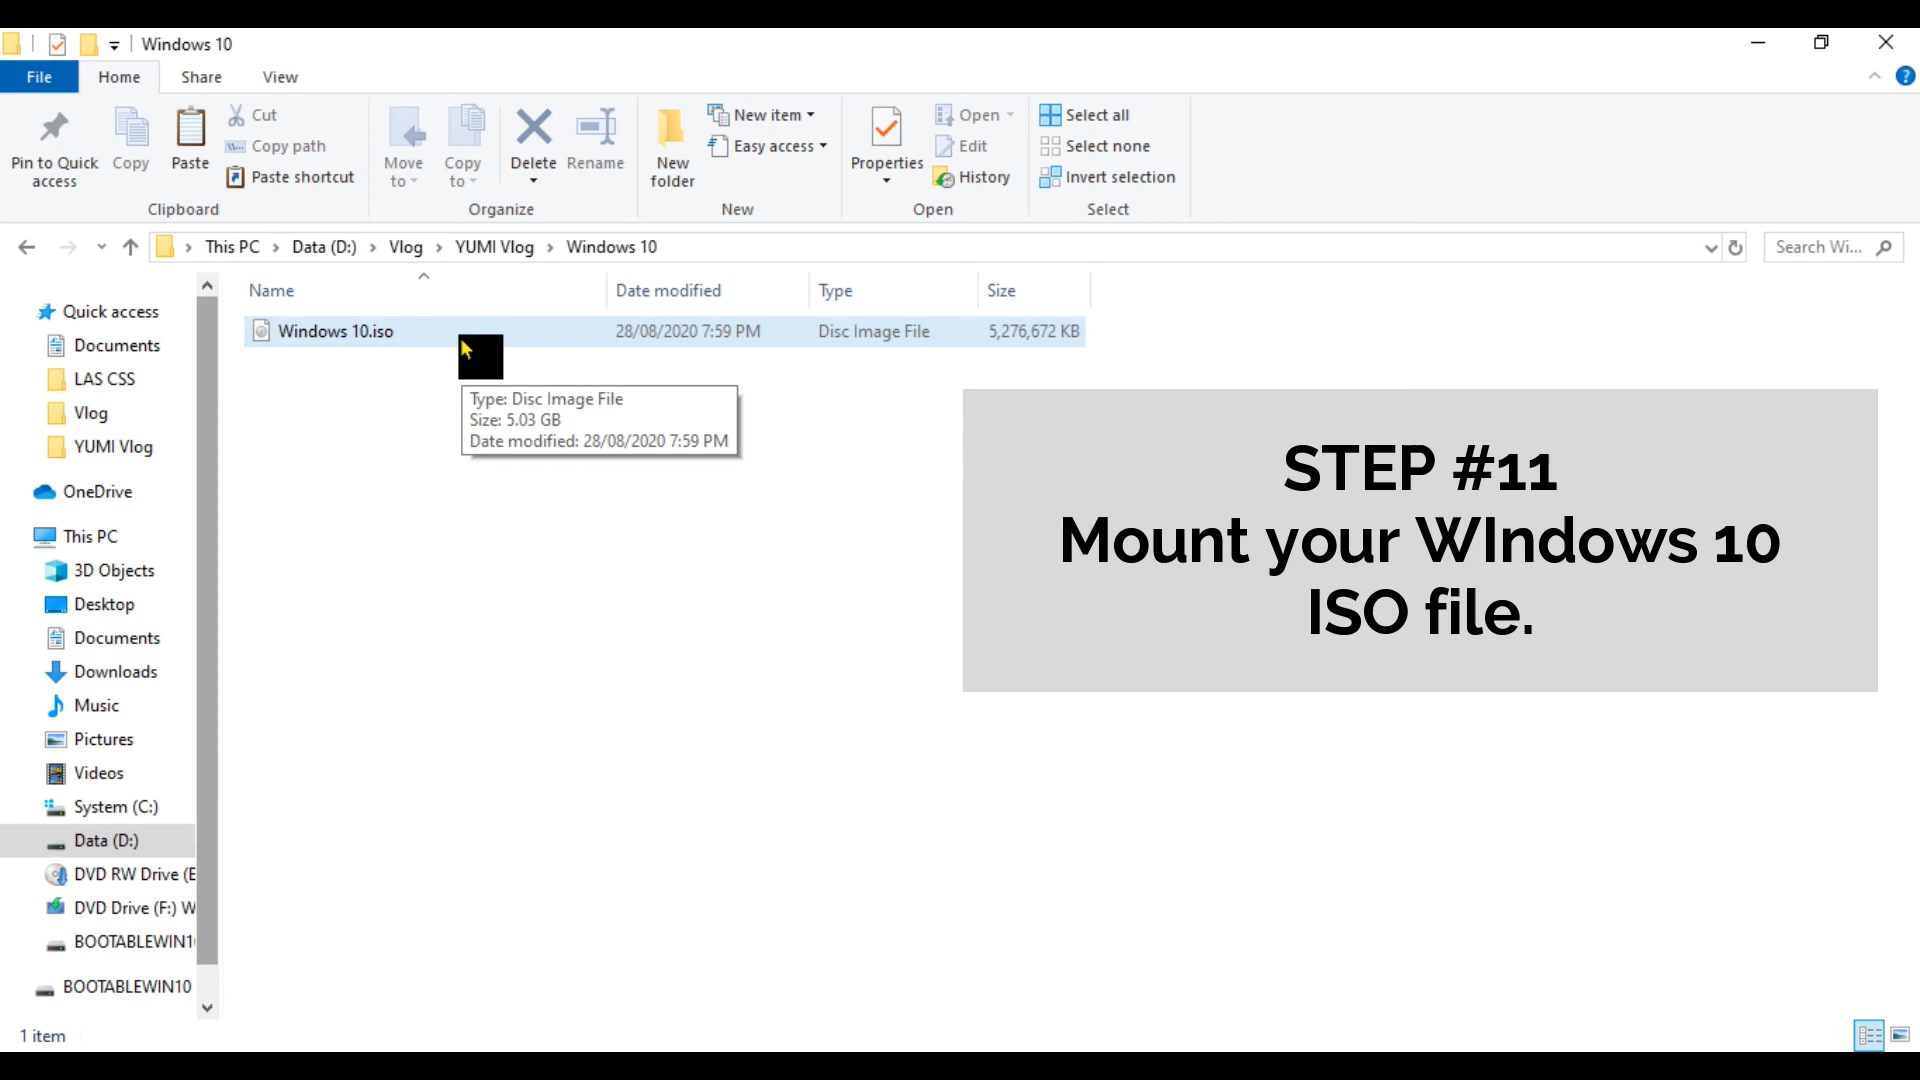 Windows 10
File Home Share View
Pin to Quick access
Copy
Paste
Cut
Copy path
Paste shortcut
Clipboard
Move to
Copy to
Delete
Rename
Organize
New folder
New item
Easy access
New
Properties
Open
Edit
History
Open
Select all
Select none
Invert selection
Select
This PC > Data (D:) > Vlog > YUMI Vlog > Windows 10
Search Wi...
Name Date modified Type Size
Windows 10.iso 28/08/2020 7:59 PM Disc Image File 5,276,672 KB
Type: Disc Image File
Size: 5.03 GB
Date modified: 28/08/2020 7:59 PM
STEP #11
Mount your WIndows 10
ISO file.
Quick access
Documents
LAS CSS
Vlog
YUMI Vlog
OneDrive
This PC
3D Objects
Desktop
Documents
Downloads
Music
Pictures
Videos
System (C:)
Data (D:)
DVD RW Drive (E
DVD Drive (F:) W
BOOTABLEWIN1
BOOTABLEWIN10
1 item